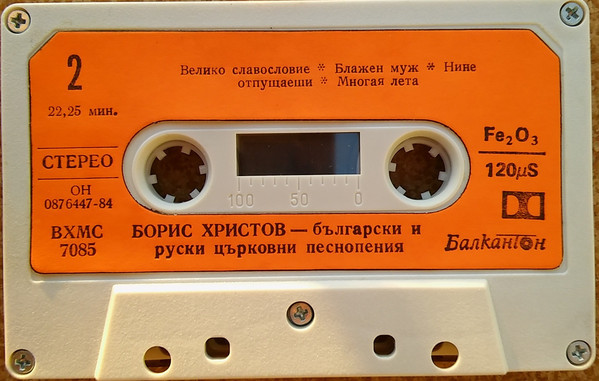 2
Велико славословие * Блажен муж * Нине
отпущаеши * Многая лета
22,25 мин.
СТЕРЕО
ОН
0876447-84
ВХМС
7085
100 50 0
Fe₂O₃
120µS
БОРИС ХРИСТОВ — български и
руски църковни песнопения
Балкантон